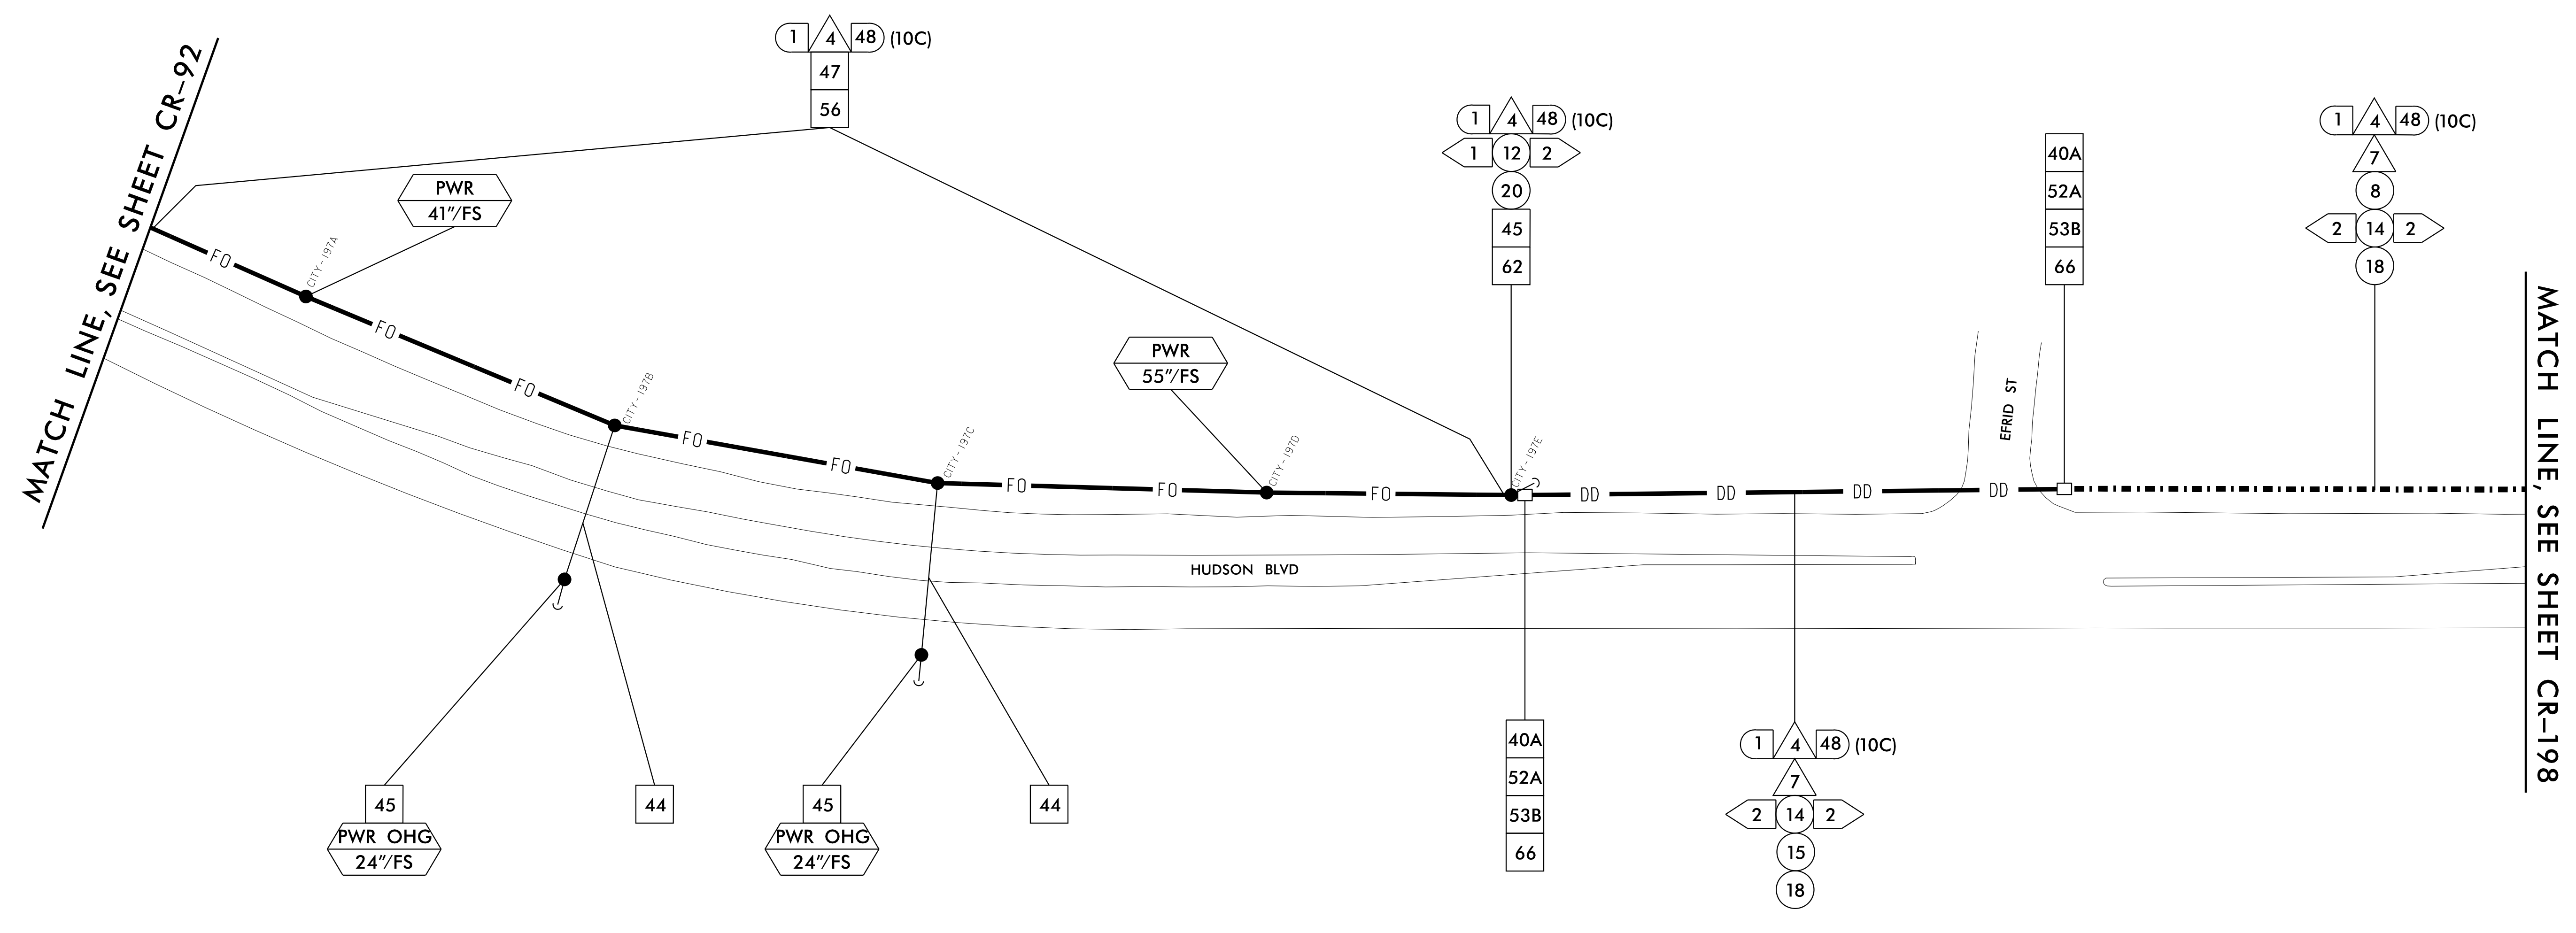 MATCH LINE, SEE SHEET CR-92
1 4 48 (10C)
47
56
PWR
41"/FS
CITY-197A
FO
FO
FO
CITY-197B
FO
FO
CITY-197C
FO
FO
PWR
55"/FS
CITY-197D
FO
1 4 48 (10C)
1 12 2
20
45
62
CITY-197E
DD
DD
DD
DD
EFRID ST
40A
52A
53B
66
1 4 48 (10C)
7
8
2 14 2
18
MATCH LINE, SEE SHEET CR-198
HUDSON BLVD
45
PWR OHG
24"/FS
44
45
PWR OHG
24"/FS
44
40A
52A
53B
66
1 4 48 (10C)
7
2 14 2
15
18